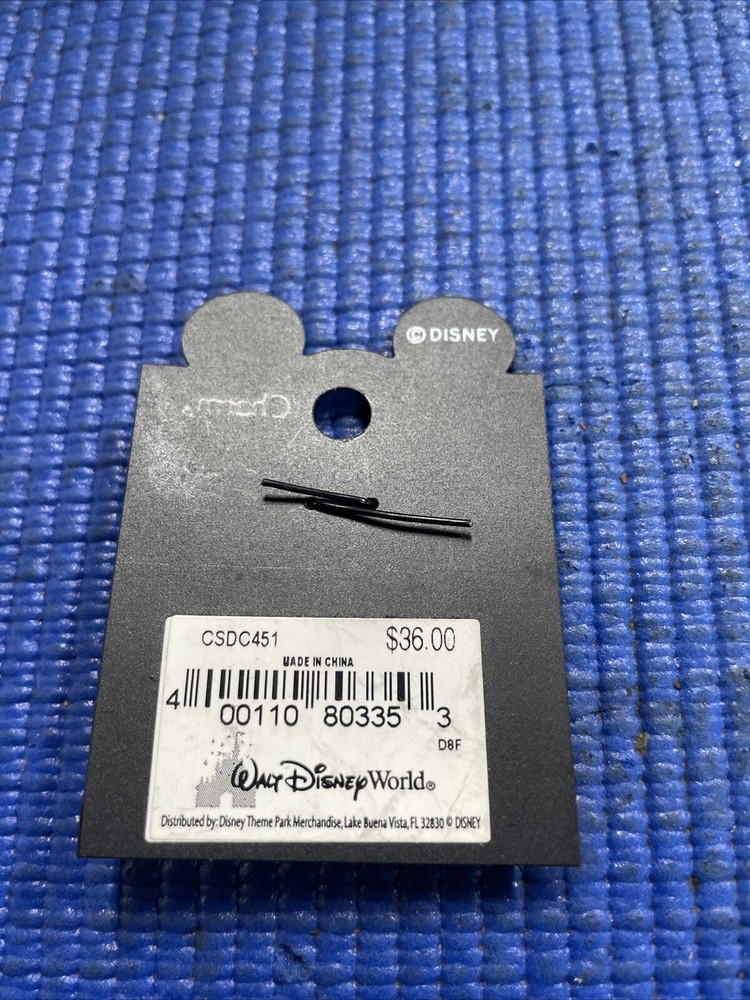 © DISNEY
Charm
CSDC451 $36.00
MADE IN CHINA
4 00110 80335 3
D8F
WALT DISNEY World®
Distributed by: Disney Theme Park Merchandise, Lake Buena Vista, FL 32830 © DISNEY